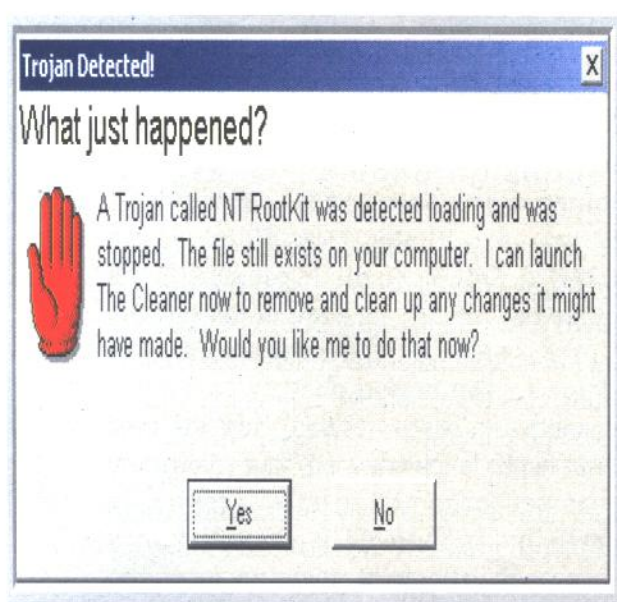 Trojan Detected!
X
What just happened?
A Trojan called NT RootKit was detected loading and was
stopped. The file still exists on your computer. I can launch
The Cleaner now to remove and clean up any changes it might
have made. Would you like me to do that now?
Yes
No